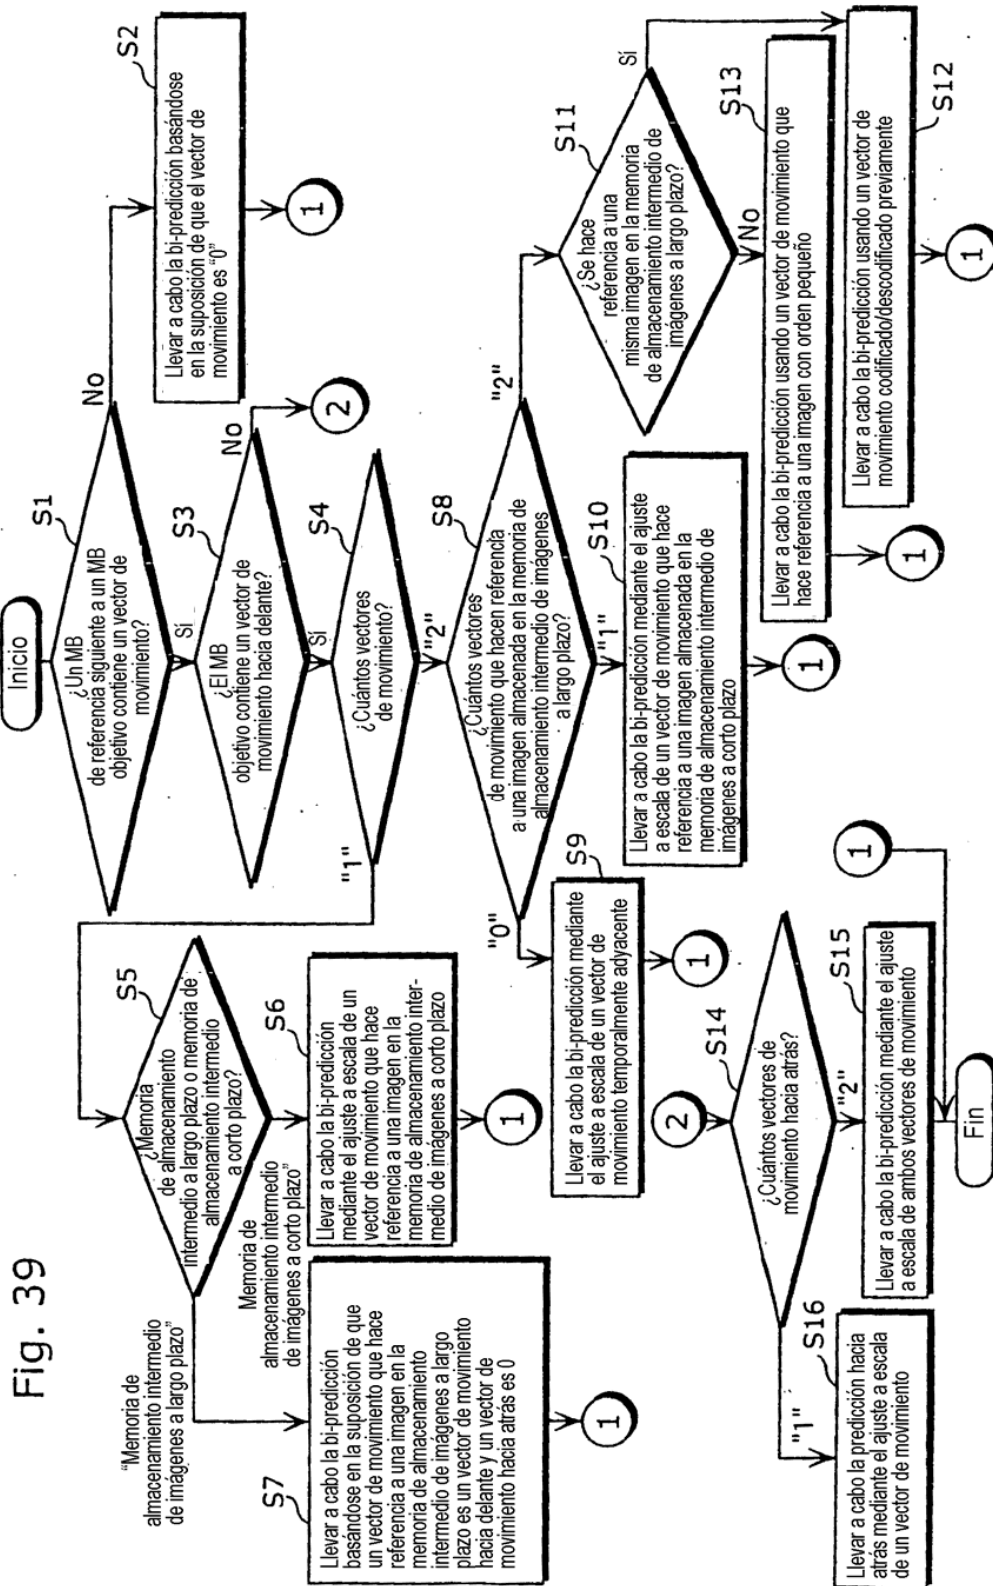 Fig. 39
Inicio
S1
¿Un MB
de referencia siguiente a un MB
objetivo contiene un vector de
movimiento?
No
Sí
S2
Llevar a cabo la bi-predicción basándose
en la suposición de que el vector de
movimiento es “0”
1
S3
¿El MB
objetivo contiene un vector de
movimiento hacia delante?
No
2
Sí
S4
¿Cuántos vectores
de movimiento?
"1"
"2"
S5
¿Memoria
de almacenamiento
intermedio a largo plazo o memoria de
almacenamiento intermedio
a corto plazo?
“Memoria de
almacenamiento intermedio
de imágenes a largo plazo”
Memoria de
almacenamiento intermedio
de imágenes a corto plazo”
S6
Llevar a cabo la bi-predicción
mediante el ajuste a escala de un
vector de movimiento que hace
referencia a una imagen en la
memoria de almacenamiento inter-
medio de imágenes a corto plazo
1
S7
Llevar a cabo la bi-predicción
basándose en la suposición de que
un vector de movimiento que hace
referencia a una imagen en la
memoria de almacenamiento
intermedio de imágenes a largo
plazo es un vector de movimiento
hacia delante y un vector de
movimiento hacia atrás es 0
1
S8
¿Cuántos vectores
de movimiento que hacen referencia
a una imagen almacenada en la memoria de
almacenamiento intermedio de imágenes
a largo plazo?
"0"
"1"
"2"
S9
Llevar a cabo la bi-predicción mediante
el ajuste a escala de un vector de
movimiento temporalmente adyacente
1
S10
Llevar a cabo la bi-predicción mediante el ajuste
a escala de un vector de movimiento que hace
referencia a una imagen almacenada en la
memoria de almacenamiento intermedio de
imágenes a corto plazo
1
S11
¿Se hace
referencia a una
misma imagen en la memoria
de almacenamiento intermedio de
imágenes a largo plazo?
Sí
No
S13
Llevar a cabo la bi-predicción usando un vector de movimiento que
hace referencia a una imagen con orden pequeño
1
S12
Llevar a cabo la bi-predicción usando un vector de
movimiento codificado/descodificado previamente
1
2
S14
¿Cuántos vectores de
movimiento hacia atrás?
"1"
"2"
S15
Llevar a cabo la bi-predicción mediante el ajuste
a escala de ambos vectores de movimiento
S16
Llevar a cabo la predicción hacia
atrás mediante el ajuste a escala
de un vector de movimiento
1
Fin